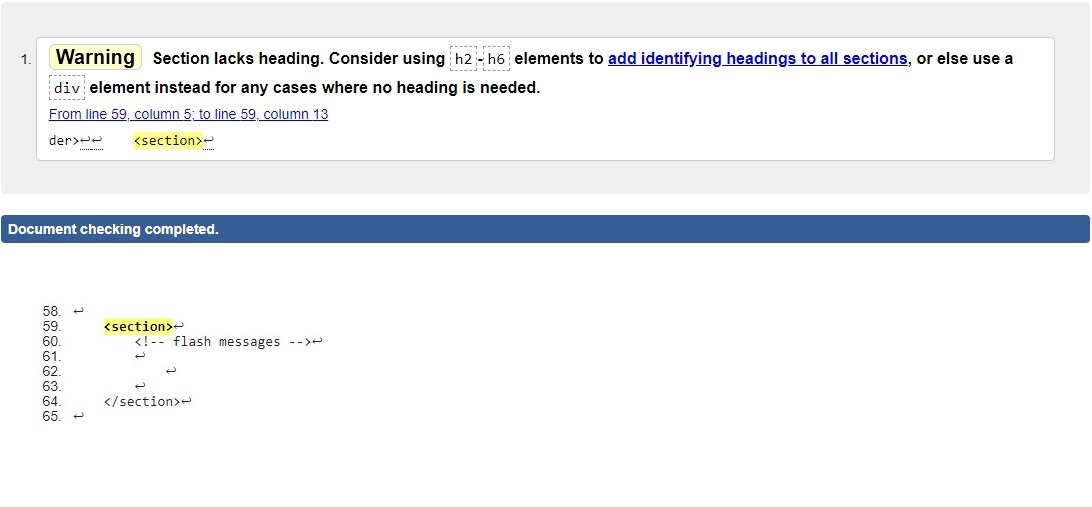 1. Warning Section lacks heading. Consider using h2-h6 elements to add identifying headings to all sections, or else use a
div element instead for any cases where no heading is needed.
From line 59, column 5; to line 59, column 13
der>↩↩ <section>↩
Document checking completed.
58. ↩
59. <section>↩
60. <!-- flash messages -->↩
61. ↩
62. ↩
63. ↩
64. </section>↩
65. ↩